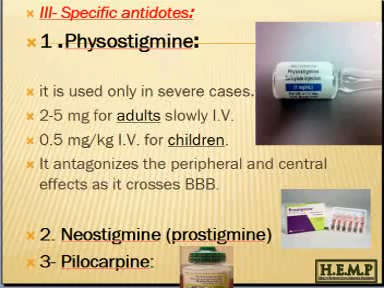 III- Specific antidotes:
1 .Physostigmine:
it is used only in severe cases.
2-5 mg for adults slowly I.V.
0.5 mg/kg I.V. for children.
It antagonizes the peripheral and central
effects as it crosses BBB.
2. Neostigmine (prostigmine)
3- Pilocarpine:
Physostigmine
H.E.M.P